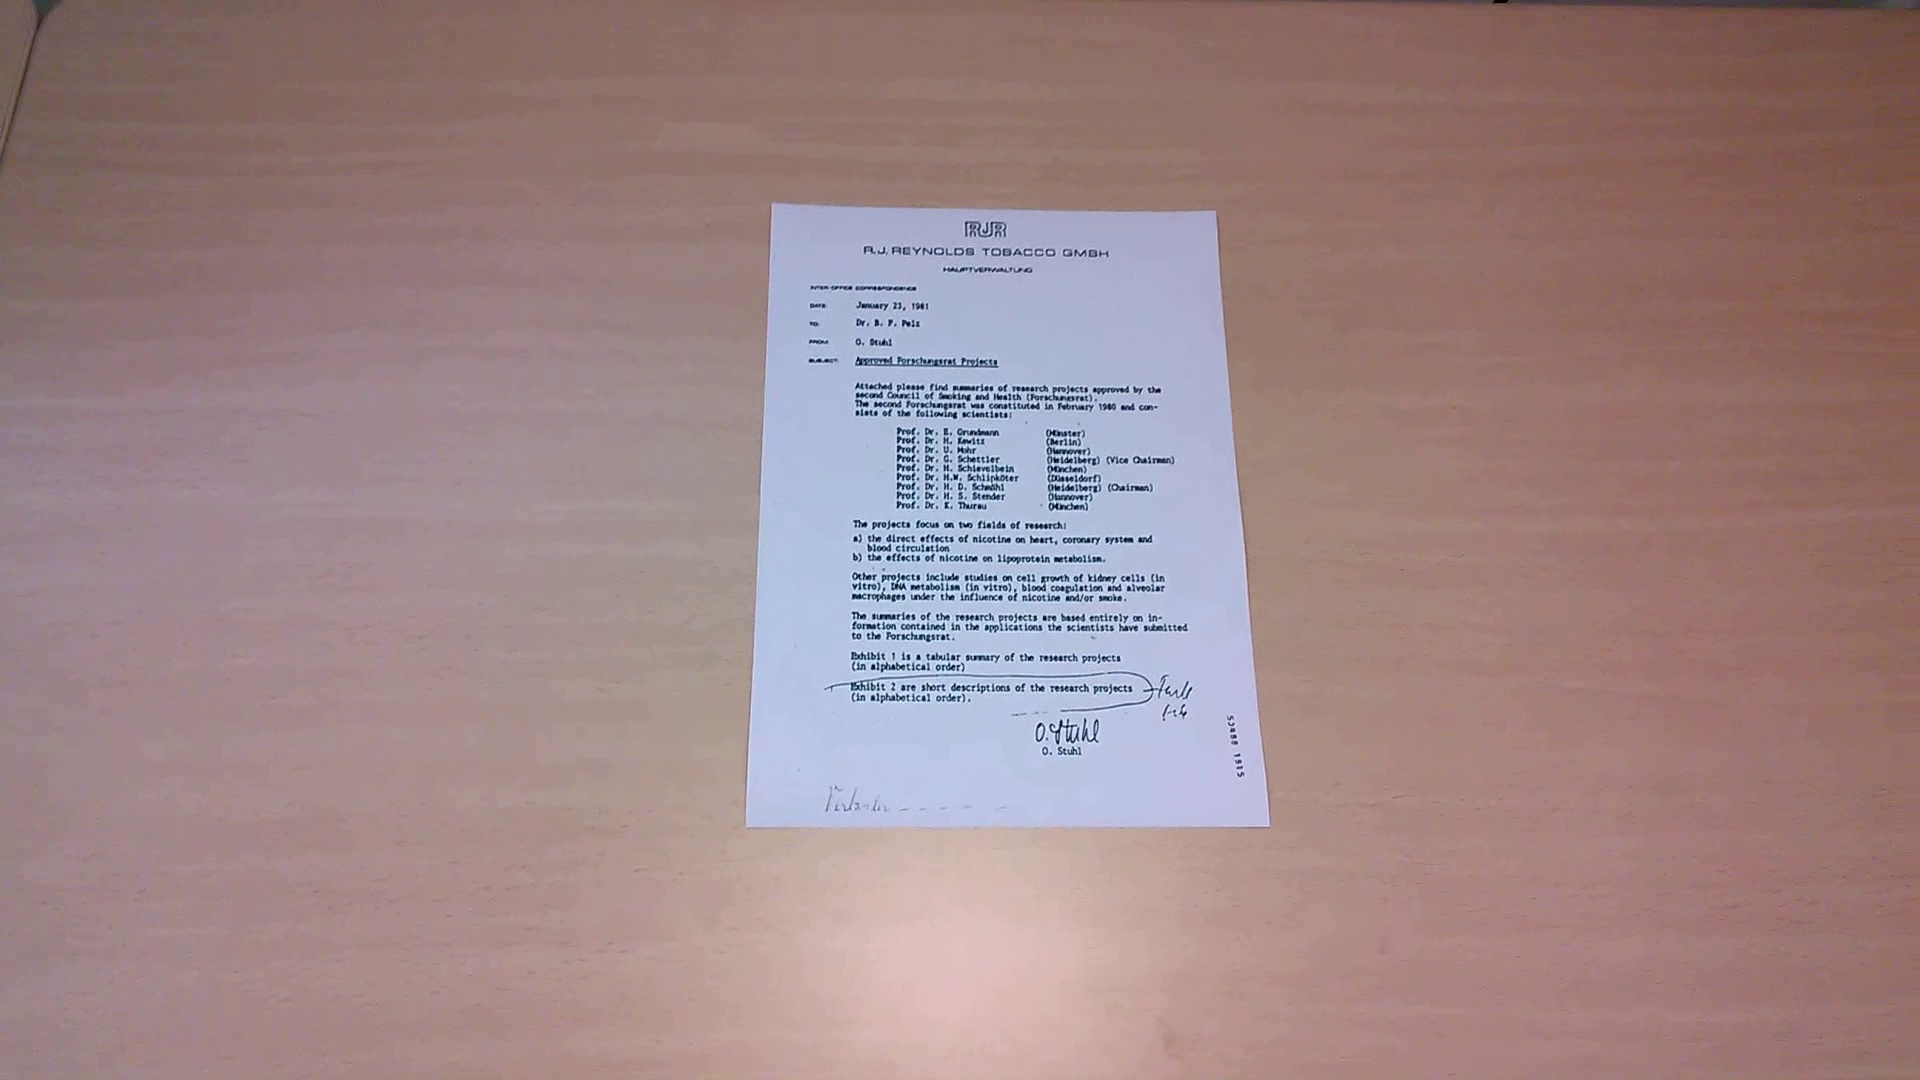 RJR
R.J. REYNOLDS TOBACCO GMBH
HAUPTVERWALTUNG
INTER-OFFICE CORRESPONDENCE
DATE: January 23, 1981
TO: Dr. B. F. Pelz
FROM: O. Stuhl
SUBJECT: Approved Forschungsrat Projects
Attached please find summaries of research projects approved by the
second Council of Smoking and Health (Forschungsrat).
The second Forschungsrat was constituted in February 1980 and con-
sists of the following scientists:
Prof. Dr. E. Grundmann (Münster)
Prof. Dr. H. Kewitz (Berlin)
Prof. Dr. U. Mohr (Hannover)
Prof. Dr. G. Schettler (Heidelberg) (Vice Chairman)
Prof. Dr. H. Schievelbein (München)
Prof. Dr. H.W. Schlipköter (Düsseldorf)
Prof. Dr. H. D. Schmähl (Heidelberg) (Chairman)
Prof. Dr. H. S. Stender (Hannover)
Prof. Dr. K. Thurau (München)
The projects focus on two fields of research:
a) the direct effects of nicotine on heart, coronary system and
blood circulation
b) the effects of nicotine on lipoprotein metabolism.
Other projects include studies on cell growth of kidney cells (in
vitro), DNA metabolism (in vitro), blood coagulation and alveolar
macrophages under the influence of nicotine and/or smoke.
The summaries of the research projects are based entirely on in-
formation contained in the applications the scientists have submitted
to the Forschungsrat.
Exhibit 1 is a tabular summary of the research projects
(in alphabetical order)
Exhibit 2 are short descriptions of the research projects
(in alphabetical order).
O. Stuhl
O. Stuhl